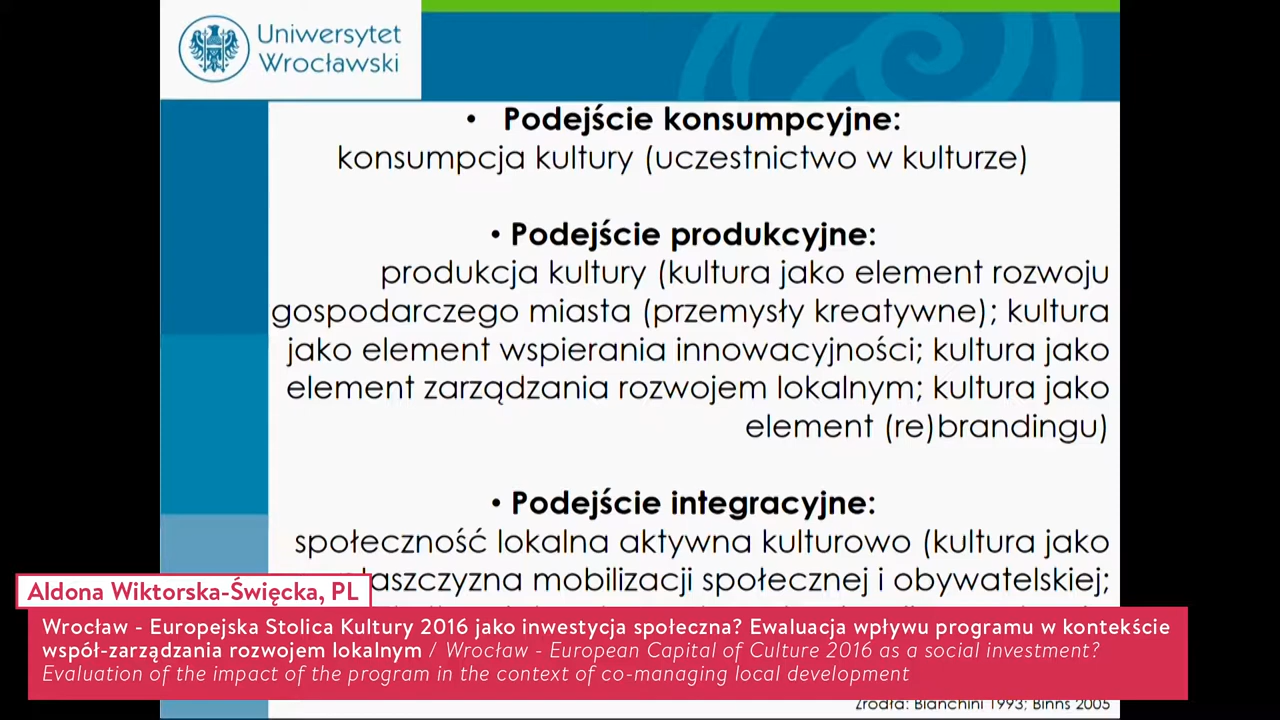 Uniwersytet
Wrocławski
• Podejście konsumpcyjne:
konsumpcja kultury (uczestnictwo w kulturze)
• Podejście produkcyjne:
produkcja kultury (kultura jako element rozwoju
gospodarczego miasta (przemysły kreatywne); kultura
jako element wspierania innowacyjności; kultura jako
element zarządzania rozwojem lokalnym; kultura jako
element (re)brandingu)
• Podejście integracyjne:
społeczność lokalna aktywna kulturowo (kultura jako
mobilizacji społecznej i obywatelskiej;
Aldona Wiktorska-Święcka, PL
Wrocław - Europejska Stolica Kultury 2016 jako inwestycja społeczna? Ewaluacja wpływu programu w kontekście
współ-zarządzania rozwojem lokalnym / Wrocław - European Capital of Culture 2016 as a social investment?
Evaluation of the impact of the program in the context of co-managing local development
Źródła: Bianchini 1993; Binns 2005